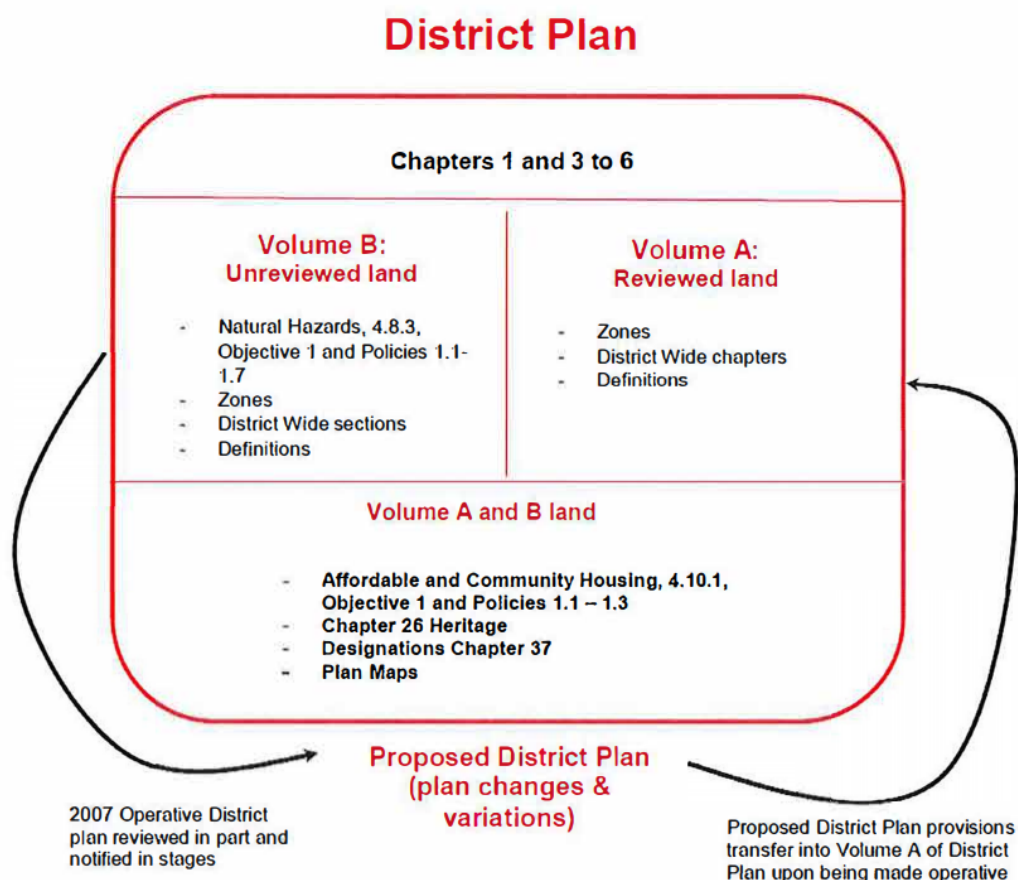 District Plan
Chapters 1 and 3 to 6
Volume B:
Unreviewed land
- Natural Hazards, 4.8.3,
Objective 1 and Policies 1.1-
1.7
- Zones
- District Wide sections
- Definitions
Volume A:
Reviewed land
- Zones
- District Wide chapters
- Definitions
Volume A and B land
- Affordable and Community Housing, 4.10.1,
Objective 1 and Policies 1.1 – 1.3
- Chapter 26 Heritage
- Designations Chapter 37
- Plan Maps
Proposed District Plan
(plan changes &
variations)
2007 Operative District
plan reviewed in part and
notified in stages
Proposed District Plan provisions
transfer into Volume A of District
Plan upon being made operative